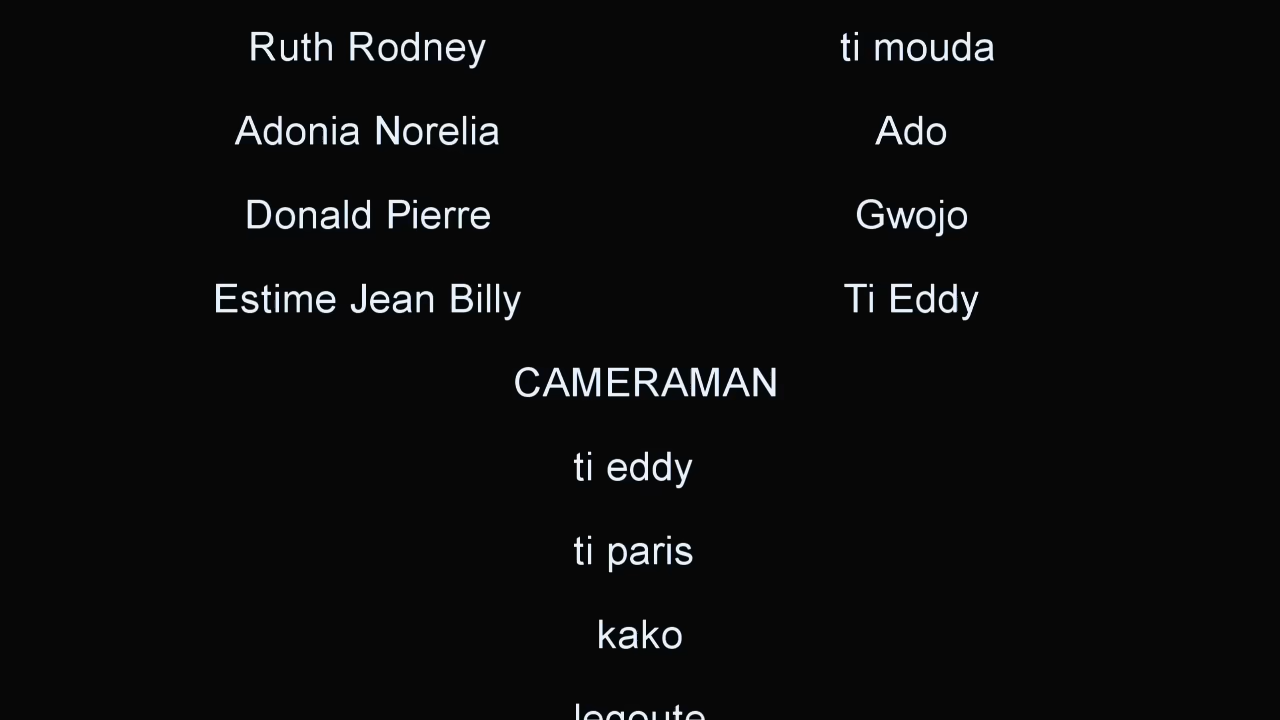 Ruth Rodney ti mouda
Adonia Norelia Ado
Donald Pierre Gwojo
Estime Jean Billy Ti Eddy
CAMERAMAN
ti eddy
ti paris
kako